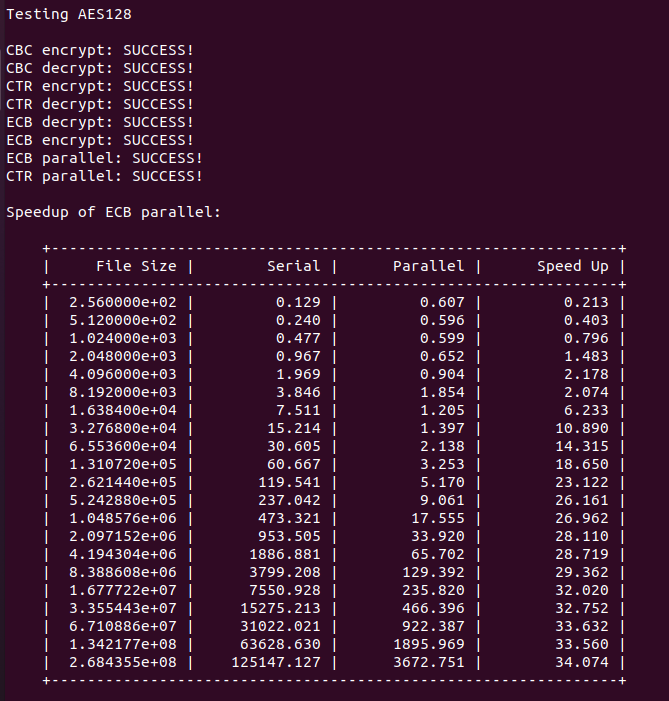 Testing AES128
CBC encrypt: SUCCESS!
CBC decrypt: SUCCESS!
CTR encrypt: SUCCESS!
CTR decrypt: SUCCESS!
ECB decrypt: SUCCESS!
ECB encrypt: SUCCESS!
ECB parallel: SUCCESS!
CTR parallel: SUCCESS!
Speedup of ECB parallel:
+---------------------------------------------------------------+
|     File Size |        Serial |      Parallel |      Speed Up |
+---------------------------------------------------------------+
|  2.560000e+02 |         0.129 |         0.607 |         0.213 |
|  5.120000e+02 |         0.240 |         0.596 |         0.403 |
|  1.024000e+03 |         0.477 |         0.599 |         0.796 |
|  2.048000e+03 |         0.967 |         0.652 |         1.483 |
|  4.096000e+03 |         1.969 |         0.904 |         2.178 |
|  8.192000e+03 |         3.846 |         1.854 |         2.074 |
|  1.638400e+04 |         7.511 |         1.205 |         6.233 |
|  3.276800e+04 |        15.214 |         1.397 |        10.890 |
|  6.553600e+04 |        30.605 |         2.138 |        14.315 |
|  1.310720e+05 |        60.667 |         3.253 |        18.650 |
|  2.621440e+05 |       119.541 |         5.170 |        23.122 |
|  5.242880e+05 |       237.042 |         9.061 |        26.161 |
|  1.048576e+06 |       473.321 |        17.555 |        26.962 |
|  2.097152e+06 |       953.505 |        33.920 |        28.110 |
|  4.194304e+06 |      1886.881 |        65.702 |        28.719 |
|  8.388608e+06 |      3799.208 |       129.392 |        29.362 |
|  1.677722e+07 |      7550.928 |       235.820 |        32.020 |
|  3.355443e+07 |     15275.213 |       466.396 |        32.752 |
|  6.710886e+07 |     31022.021 |       922.387 |        33.632 |
|  1.342177e+08 |     63628.630 |      1895.969 |        33.560 |
|  2.684355e+08 |    125147.127 |      3672.751 |        34.074 |
+---------------------------------------------------------------+